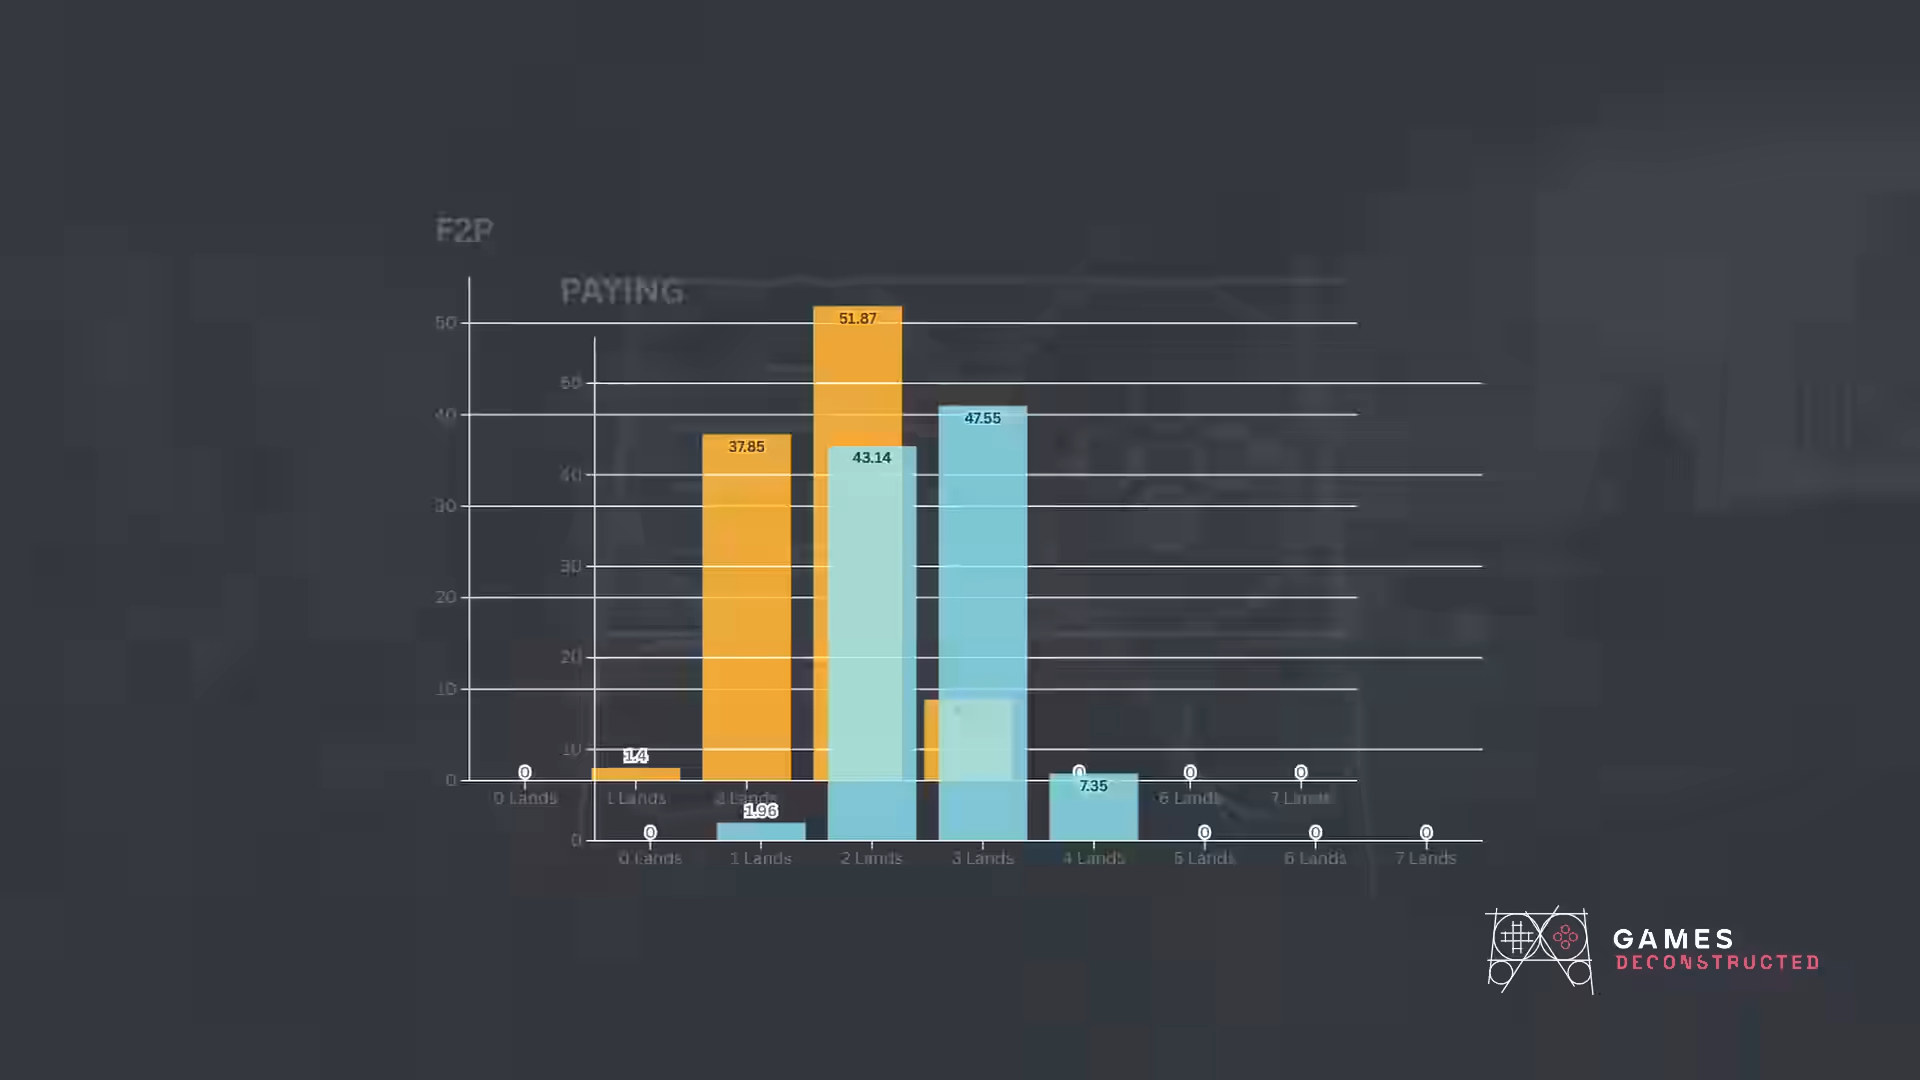 F2P
PAYING
50
40
30
20
10
0
0
1.4
37.85
51.87
0
0
0
0 Lands
1 Lands
2 Lands
6 Lands
7 Lands
50
40
30
20
10
0
0
1.96
43.14
47.55
7.35
0
0
0
0 Lands
1 Lands
2 Lands
3 Lands
4 Lands
5 Lands
6 Lands
7 Lands
GAMES
DECONSTRUCTED